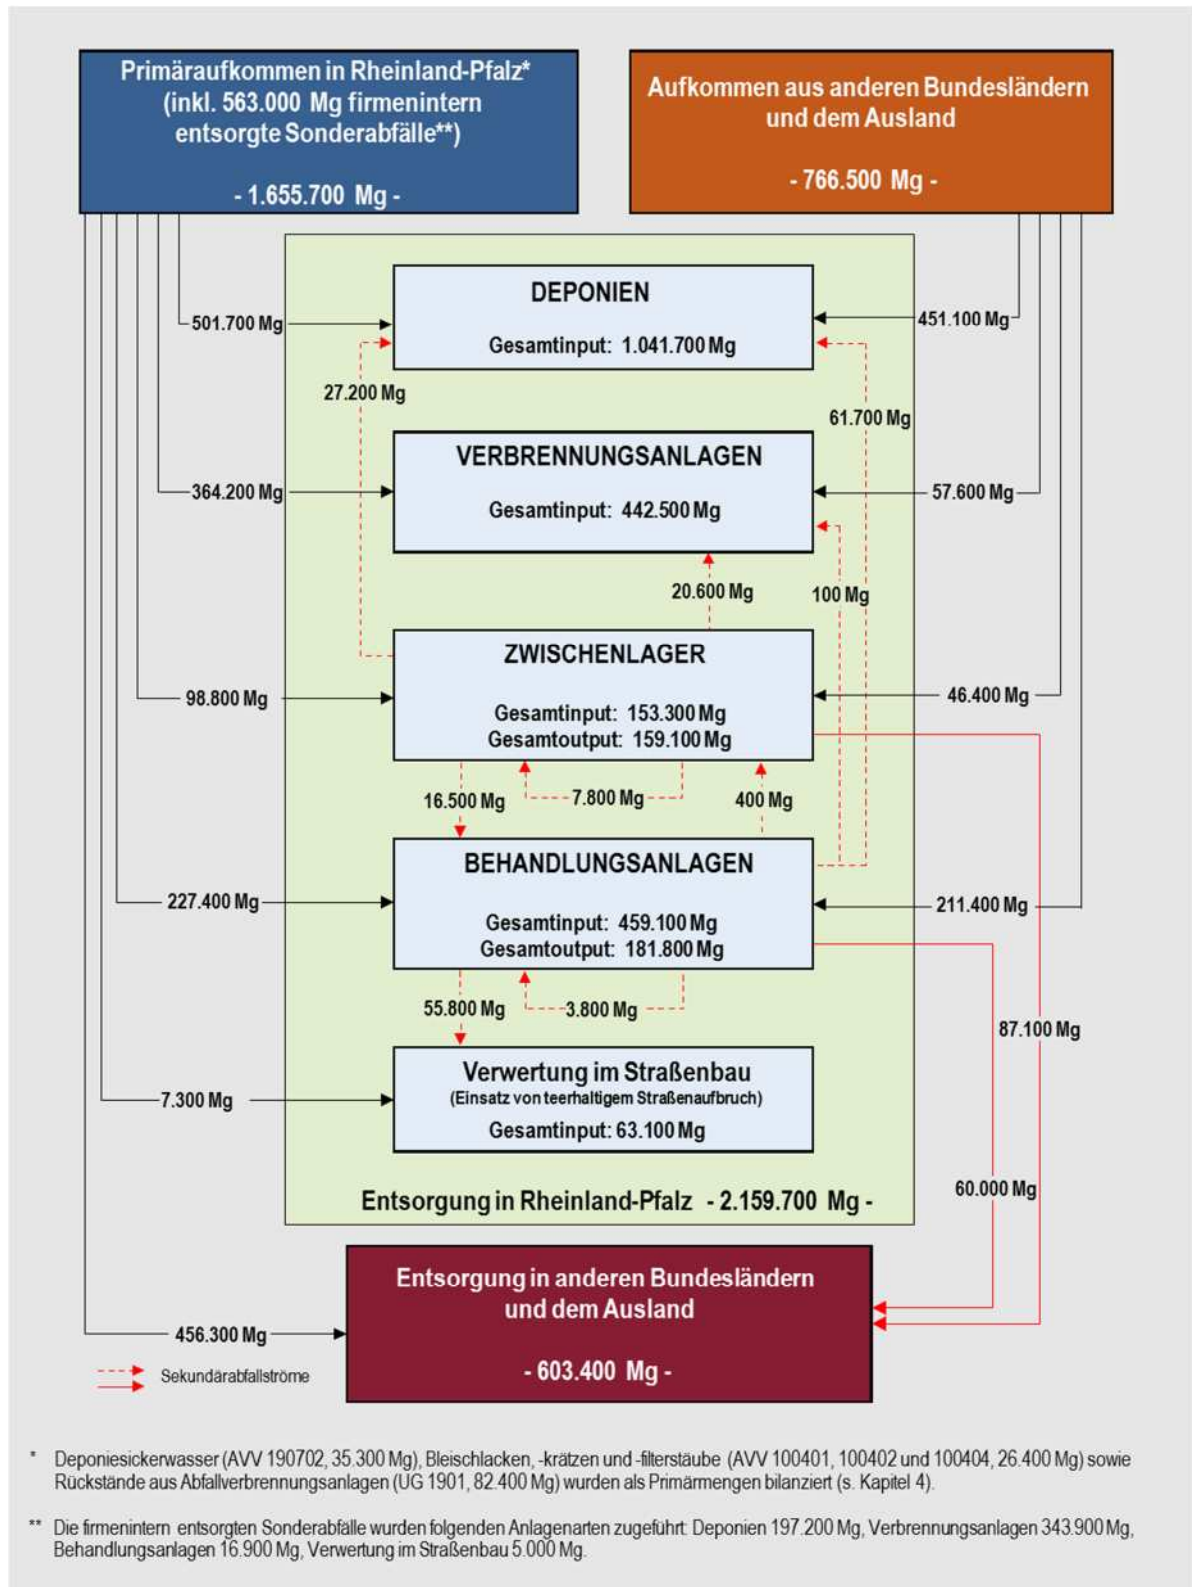 Primäraufkommen in Rheinland-Pfalz*
(inkl. 563.000 Mg firmenintern
entsorgte Sonderabfälle**)
- 1.655.700 Mg -
Aufkommen aus anderen Bundesländern
und dem Ausland
- 766.500 Mg -
DEPONIEN
Gesamtinput: 1.041.700 Mg
501.700 Mg
451.100 Mg
27.200 Mg
61.700 Mg
VERBRENNUNGSANLAGEN
Gesamtinput: 442.500 Mg
364.200 Mg
57.600 Mg
20.600 Mg
100 Mg
ZWISCHENLAGER
Gesamtinput: 153.300 Mg
Gesamtoutput: 159.100 Mg
98.800 Mg
46.400 Mg
16.500 Mg
7.800 Mg
400 Mg
BEHANDLUNGSANLAGEN
Gesamtinput: 459.100 Mg
Gesamtoutput: 181.800 Mg
227.400 Mg
211.400 Mg
55.800 Mg
3.800 Mg
87.100 Mg
Verwertung im Straßenbau
(Einsatz von teerhaltigem Straßenaufbruch)
Gesamtinput: 63.100 Mg
7.300 Mg
60.000 Mg
Entsorgung in Rheinland-Pfalz - 2.159.700 Mg -
Entsorgung in anderen Bundesländern
und dem Ausland
- 603.400 Mg -
456.300 Mg
Sekundärabfallströme
* Deponiesickerwasser (AVV 190702, 35.300 Mg), Bleischlacken, -krätzen und -filterstäube (AVV 100401, 100402 und 100404, 26.400 Mg) sowie
Rückstände aus Abfallverbrennungsanlagen (UG 1901, 82.400 Mg) wurden als Primärmengen bilanziert (s. Kapitel 4).
** Die firmenintern entsorgten Sonderabfälle wurden folgenden Anlagenarten zugeführt: Deponien 197.200 Mg, Verbrennungsanlagen 343.900 Mg,
Behandlungsanlagen 16.900 Mg, Verwertung im Straßenbau 5.000 Mg.